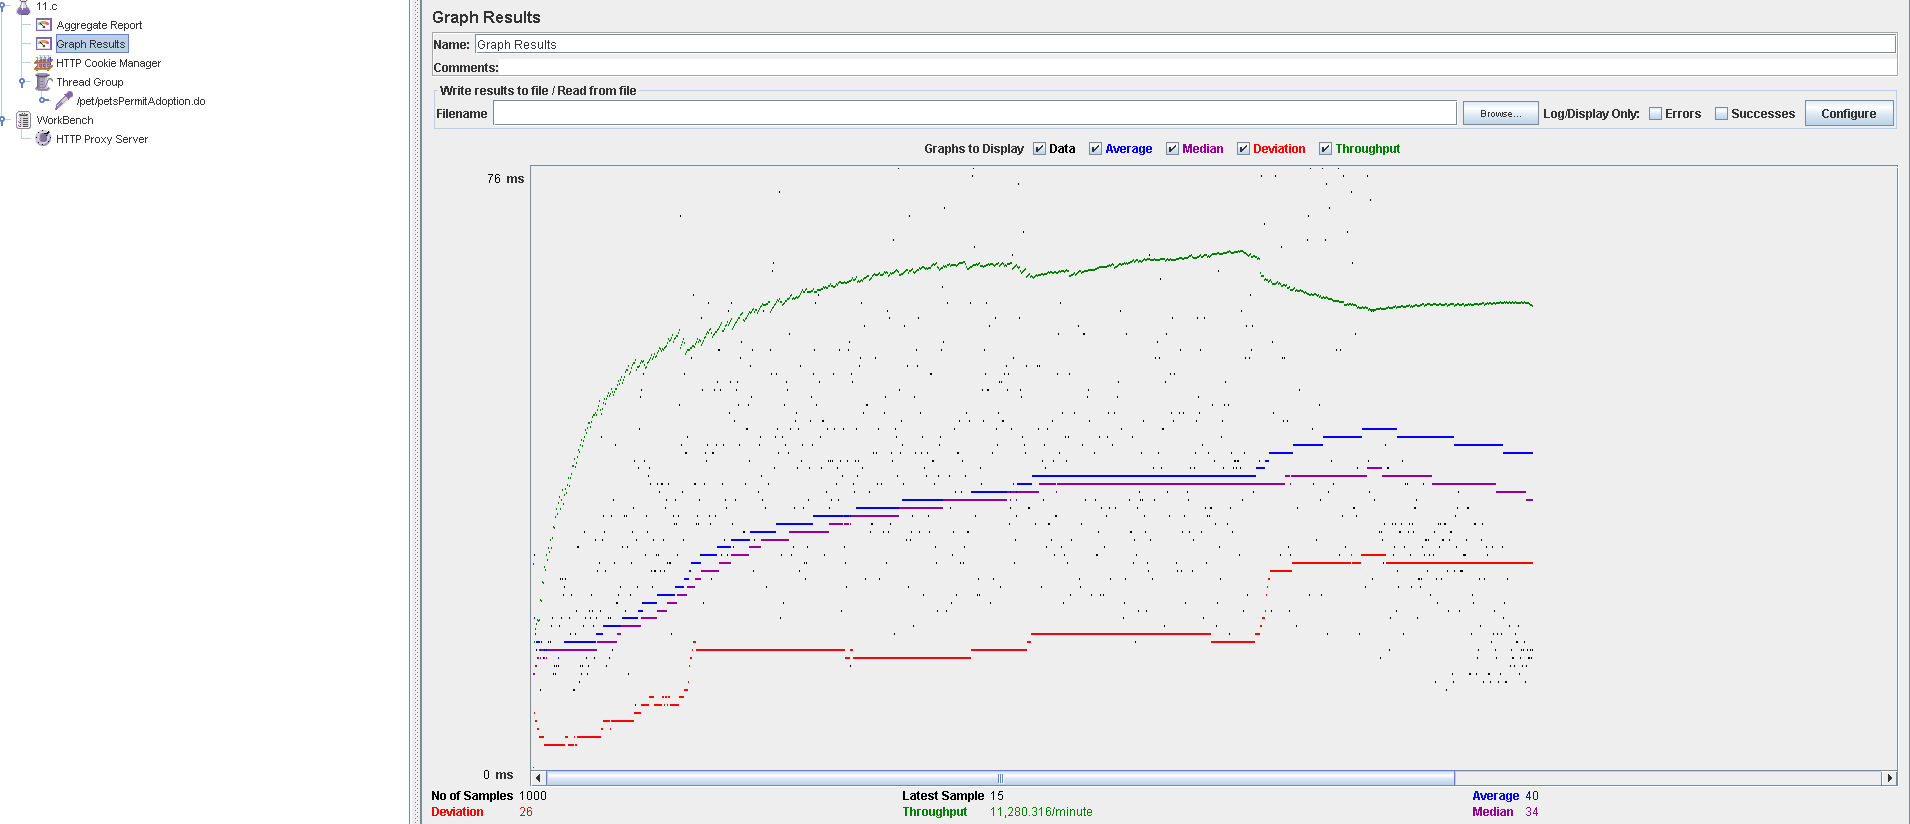 11.c
Aggregate Report
Graph Results
HTTP Cookie Manager
Thread Group
/pet/petsPermitAdoption.do
WorkBench
HTTP Proxy Server
Graph Results
Name: Graph Results
Comments:
Write results to file / Read from file
Filename Browse... Log/Display Only: Errors Successes Configure
Graphs to Display Data Average Median Deviation Throughput
76 ms
0 ms
No of Samples 1000 Latest Sample 15 Average 40
Deviation 26 Throughput 11,280.316/minute Median 34